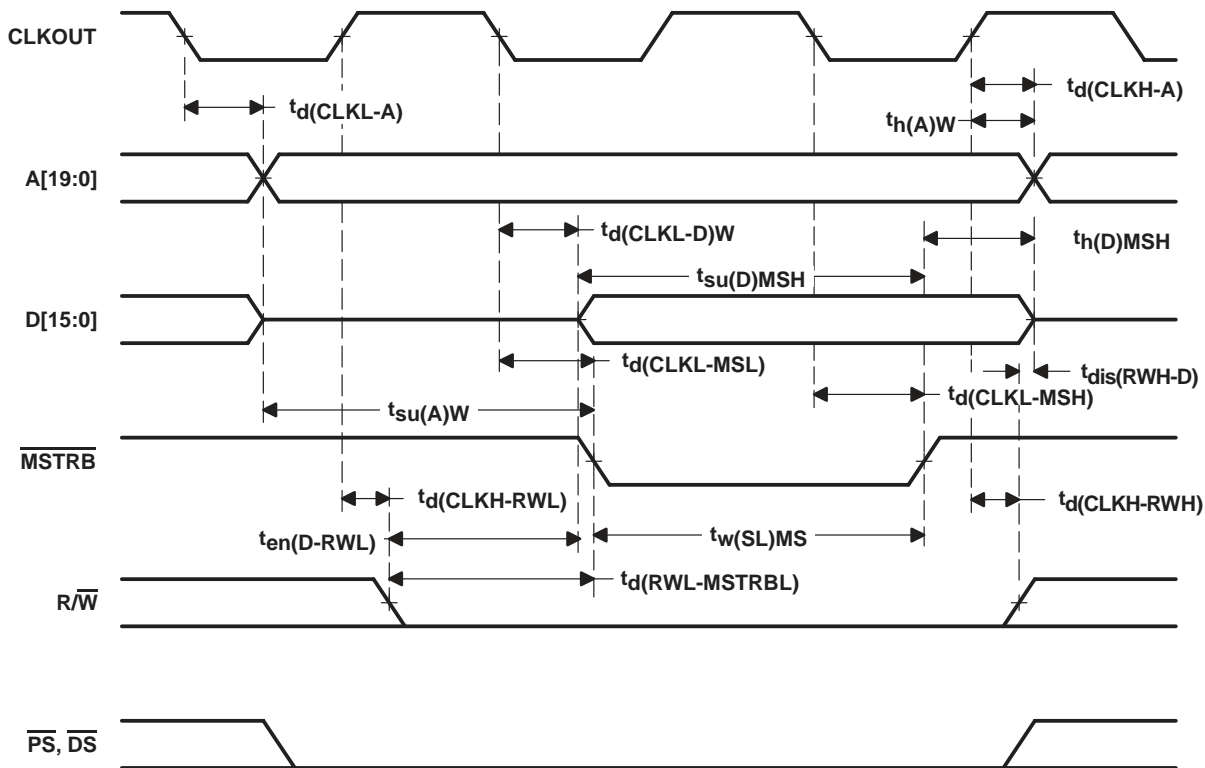 CLKOUT
td(CLKL-A)
td(CLKH-A)
th(A)W
A[19:0]
td(CLKL-D)W
th(D)MSH
tsu(D)MSH
D[15:0]
td(CLKL-MSL)
tdis(RWH-D)
td(CLKL-MSH)
tsu(A)W
MSTRB
td(CLKH-RWL)
td(CLKH-RWH)
ten(D-RWL)
tw(SL)MS
td(RWL-MSTRBL)
R/W
PS, DS